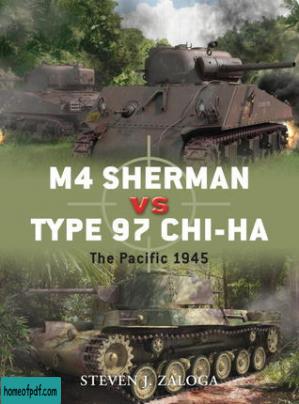 M4 SHERMAN
VS
TYPE 97 CHI-HA
The Pacific 1945
STEVEN J. ZALOGA
homeofpdf.com